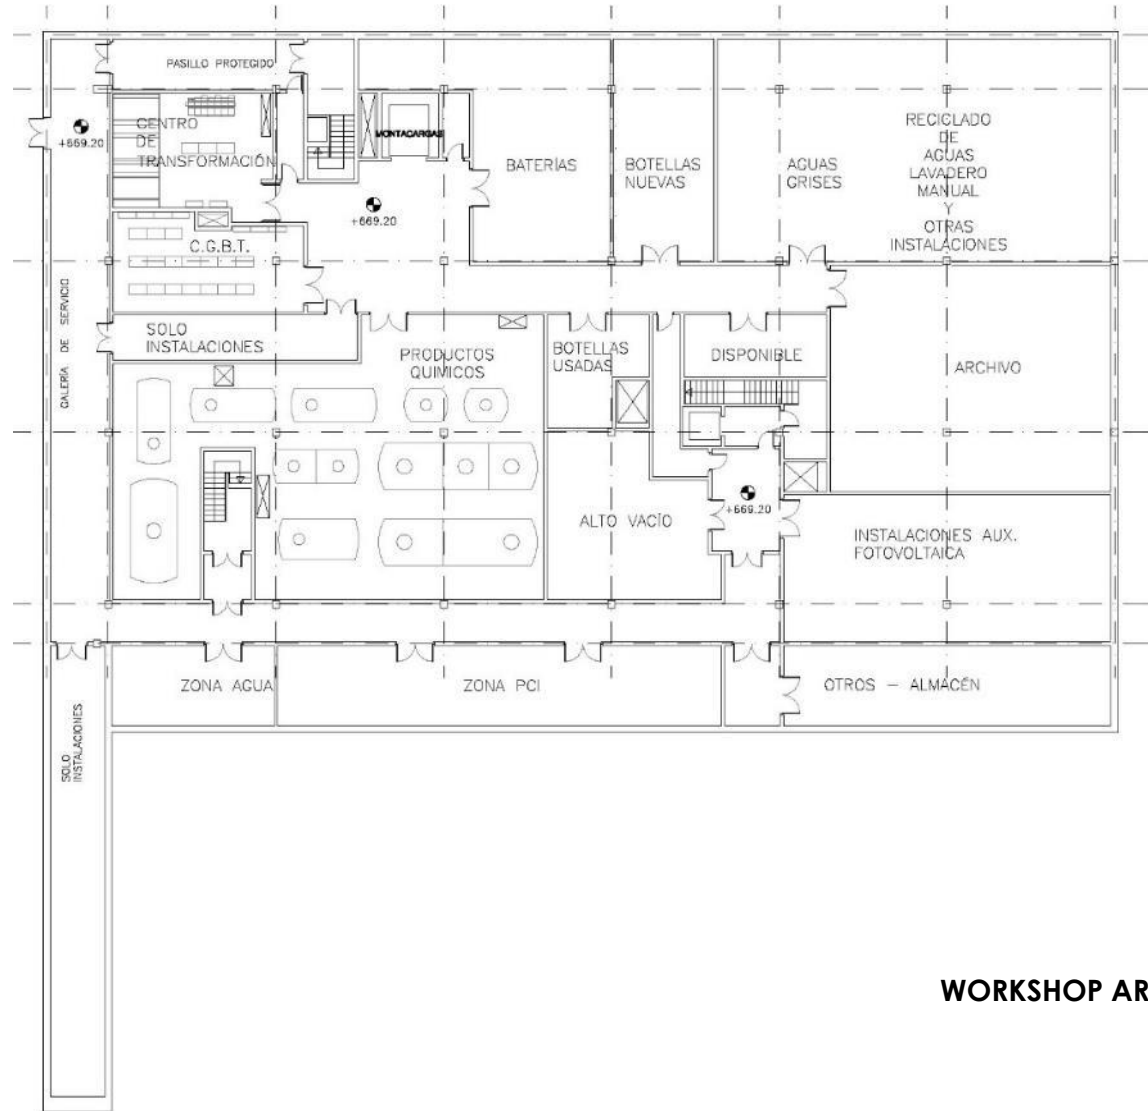 PASILLO PROTEGIDO
+669.20
CENTRO
DE
TRANSFORMACIÓN
MONTACARGAS
+669.20
BATERÍAS
BOTELLAS
NUEVAS
AGUAS
GRISES
RECICLADO
DE
AGUAS
LAVADERO
MANUAL
Y
OTRAS
INSTALACIONES
C.G.B.T.
GALERÍA DE SERVICIO
SOLO
INSTALACIONES
PRODUCTOS
QUIMICOS
BOTELLAS
USADAS
DISPONIBLE
ARCHIVO
ALTO VACÍO
+669.20
INSTALACIONES AUX.
FOTOVOLTAICA
ZONA AGUA
ZONA PCI
OTROS – ALMACÉN
SOLO
INSTALACIONES
WORKSHOP AR